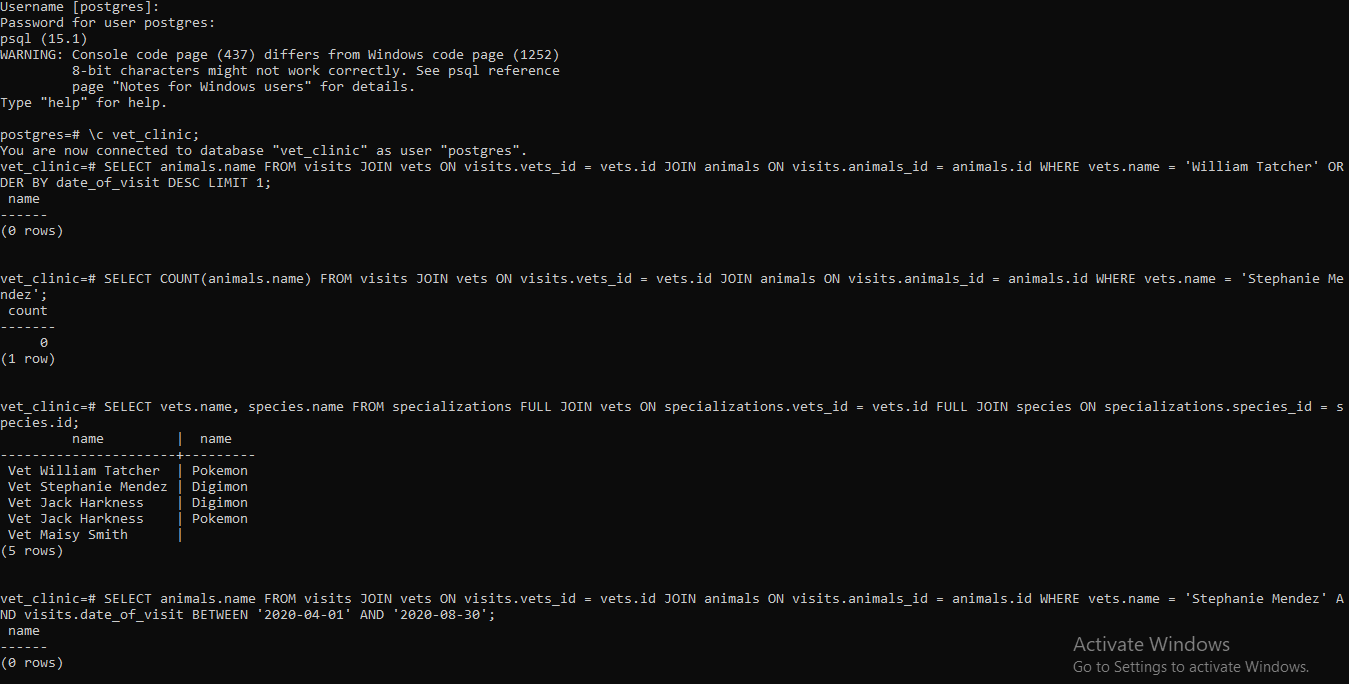 Username [postgres]:
Password for user postgres:
psql (15.1)
WARNING: Console code page (437) differs from Windows code page (1252)
         8-bit characters might not work correctly. See psql reference
         page "Notes for Windows users" for details.
Type "help" for help.

postgres=# \c vet_clinic;
You are now connected to database "vet_clinic" as user "postgres".
vet_clinic=# SELECT animals.name FROM visits JOIN vets ON visits.vets_id = vets.id JOIN animals ON visits.animals_id = animals.id WHERE vets.name = 'William Tatcher' OR
DER BY date_of_visit DESC LIMIT 1;
 name
------
(0 rows)


vet_clinic=# SELECT COUNT(animals.name) FROM visits JOIN vets ON visits.vets_id = vets.id JOIN animals ON visits.animals_id = animals.id WHERE vets.name = 'Stephanie Me
ndez';
 count
-------
     0
(1 row)


vet_clinic=# SELECT vets.name, species.name FROM specializations FULL JOIN vets ON specializations.vets_id = vets.id FULL JOIN species ON specializations.species_id = s
pecies.id;
         name         |  name
----------------------+---------
 Vet William Tatcher  | Pokemon
 Vet Stephanie Mendez | Digimon
 Vet Jack Harkness    | Digimon
 Vet Jack Harkness    | Pokemon
 Vet Maisy Smith      |
(5 rows)


vet_clinic=# SELECT animals.name FROM visits JOIN vets ON visits.vets_id = vets.id JOIN animals ON visits.animals_id = animals.id WHERE vets.name = 'Stephanie Mendez' A
ND visits.date_of_visit BETWEEN '2020-04-01' AND '2020-08-30';
 name
------
(0 rows)
Activate Windows
Go to Settings to activate Windows.